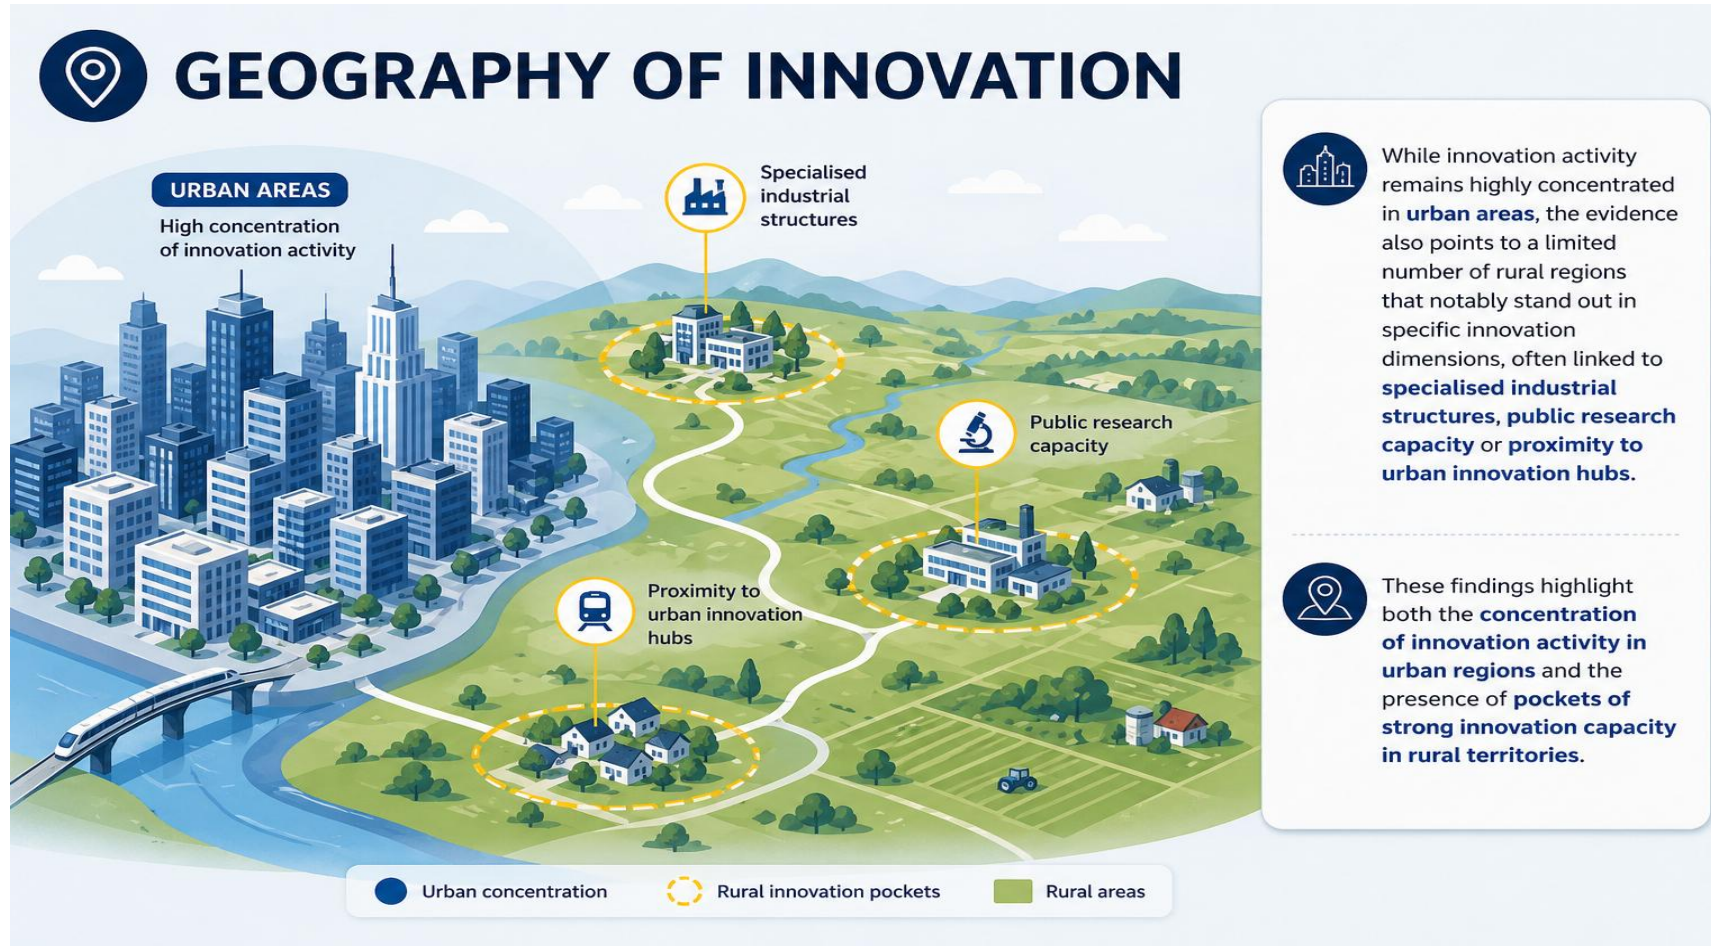 GEOGRAPHY OF INNOVATION
URBAN AREAS
High concentration
of innovation activity
Specialised
industrial
structures
Public research
capacity
Proximity to
urban innovation
hubs
While innovation activity
remains highly concentrated
in urban areas, the evidence
also points to a limited
number of rural regions
that notably stand out in
specific innovation
dimensions, often linked to
specialised industrial
structures, public research
capacity or proximity to
urban innovation hubs.
These findings highlight
both the concentration
of innovation activity in
urban regions and the
presence of pockets of
strong innovation capacity
in rural territories.
Urban concentration
Rural innovation pockets
Rural areas